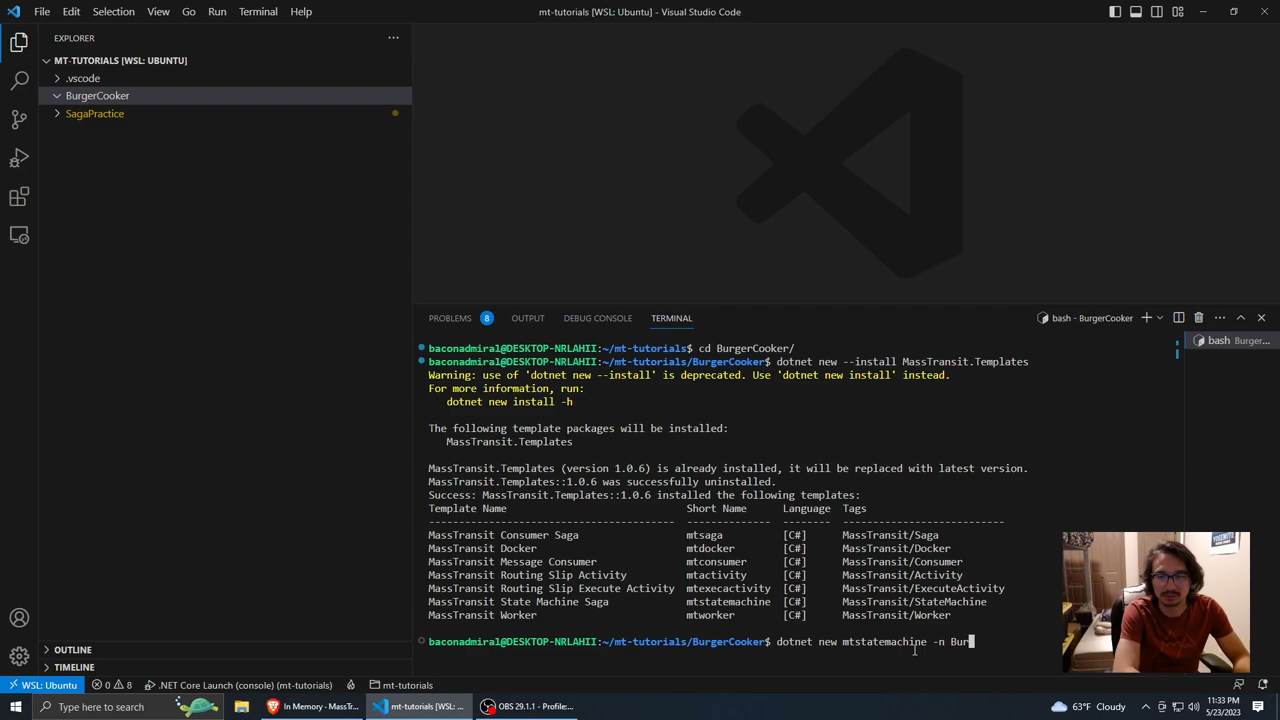 File Edit Selection View Go Run Terminal Help
mt-tutorials [WSL: Ubuntu] - Visual Studio Code
EXPLORER
MT-TUTORIALS [WSL: UBUNTU]
.vscode
BurgerCooker
SagaPractice
OUTLINE
TIMELINE
PROBLEMS 8 OUTPUT DEBUG CONSOLE TERMINAL
bash - BurgerCooker
bash Burger...
baconadmiral@DESKTOP-NRLAHII:~/mt-tutorials$ cd BurgerCooker/
baconadmiral@DESKTOP-NRLAHII:~/mt-tutorials/BurgerCooker$ dotnet new --install MassTransit.Templates
Warning: use of 'dotnet new --install' is deprecated. Use 'dotnet new install' instead.
For more information, run:
dotnet new install -h
The following template packages will be installed:
MassTransit.Templates
MassTransit.Templates (version 1.0.6) is already installed, it will be replaced with latest version.
MassTransit.Templates::1.0.6 was successfully uninstalled.
Success: MassTransit.Templates::1.0.6 installed the following templates:
Template Name Short Name Language Tags
------------------------------------- ------------- -------- ---------------------------
MassTransit Consumer Saga mtsaga [C#] MassTransit/Saga
MassTransit Docker mtdocker [C#] MassTransit/Docker
MassTransit Message Consumer mtconsumer [C#] MassTransit/Consumer
MassTransit Routing Slip Activity mtactivity [C#] MassTransit/Activity
MassTransit Routing Slip Execute Activity mtexecactivity [C#] MassTransit/ExecuteActivity
MassTransit State Machine Saga mtstatemachine [C#] MassTransit/StateMachine
MassTransit Worker mtworker [C#] MassTransit/Worker
baconadmiral@DESKTOP-NRLAHII:~/mt-tutorials/BurgerCooker$ dotnet new mtstatemachine -n Bur
WSL: Ubuntu 0 8 .NET Core Launch (console) (mt-tutorials) mt-tutorials
Type here to search
In Memory · MassTr...
mt-tutorials [WSL: ...
OBS 29.1.1 - Profile:...
63°F Cloudy
11:33 PM
5/23/2023